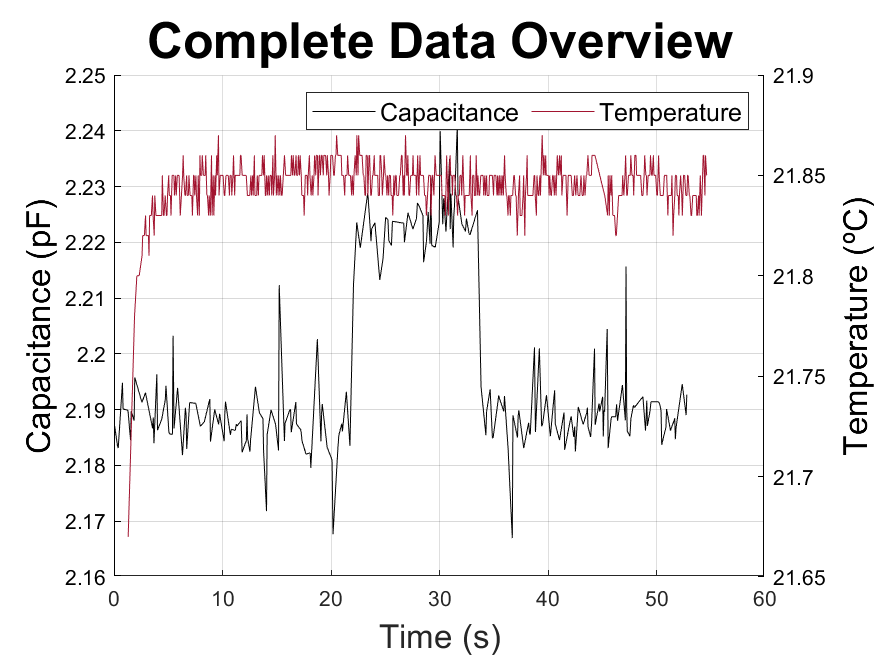 Complete Data Overview
Capacitance Temperature
Capacitance (pF)
2.25
2.24
2.23
2.22
2.21
2.2
2.19
2.18
2.17
2.16
21.9
21.85
21.8
21.75
21.7
21.65
Temperature (ºC)
0 10 20 30 40 50 60
Time (s)